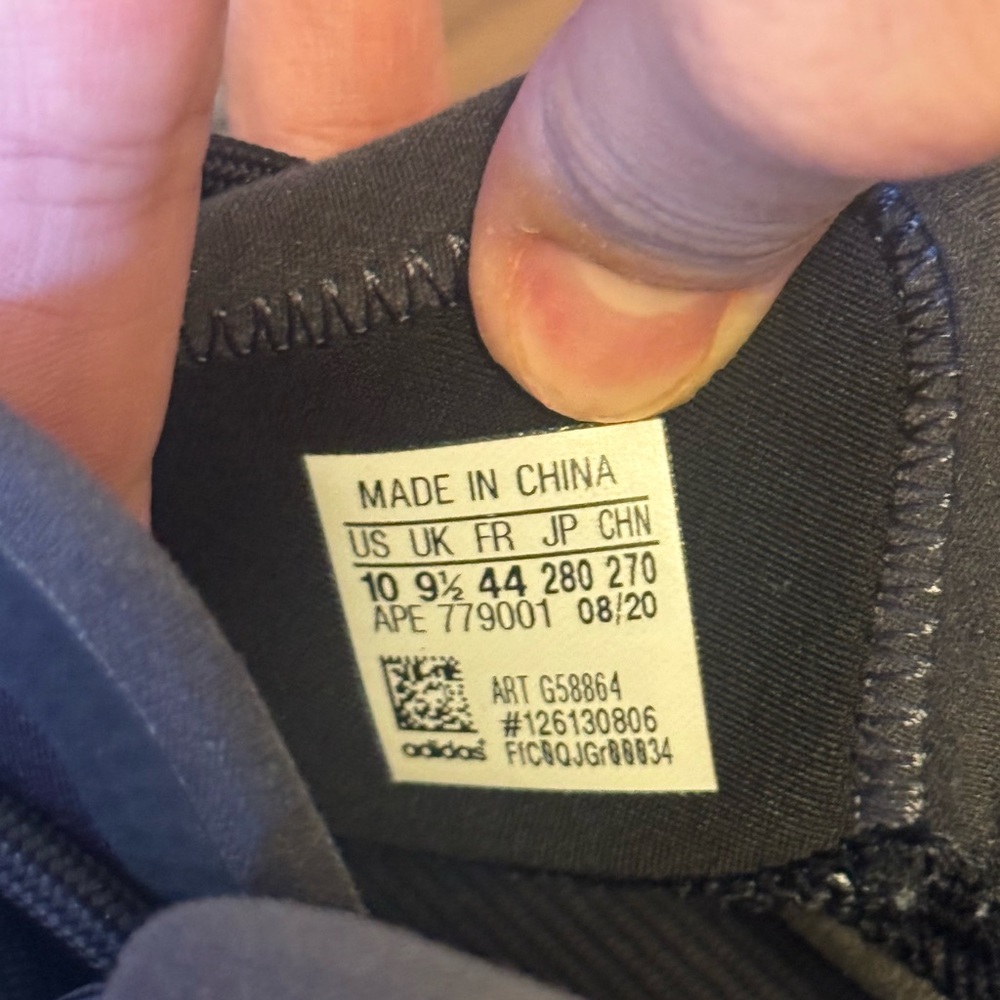 MADE IN CHINA
US UK FR JP CHN
10 9½ 44 280 270
APE 779001 08/20
ART G58864
#126130806
adidas